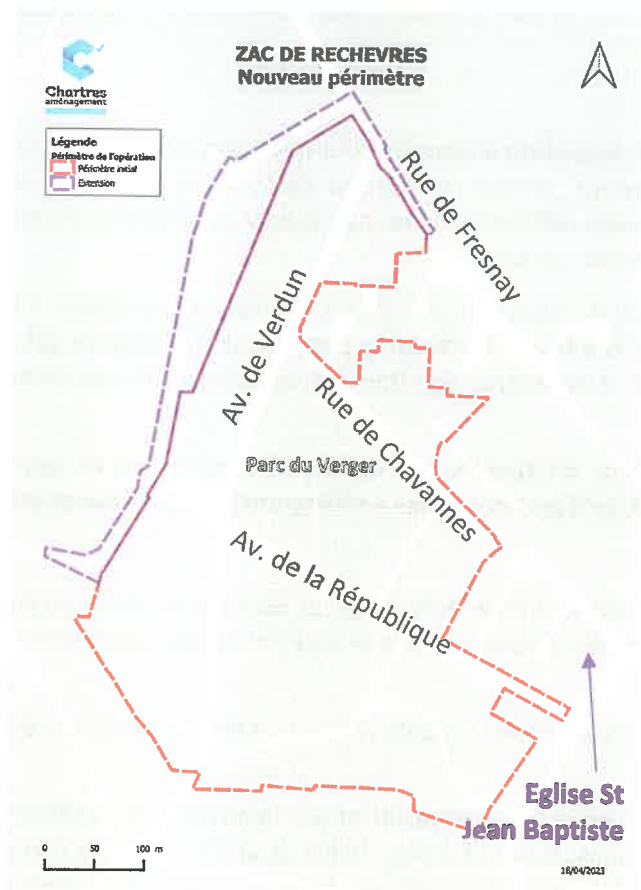 Chartres
aménagement
ZAC DE RECHEVRES
Nouveau périmètre
Légende
Périmètre de l'opération
Périmètre initial
Extension
Rue de Fresnay
Av. de Verdun
Rue de Chavannes
Parc du Verger
Av. de la République
Eglise St
Jean Baptiste
0 50 100 m
18/04/2023